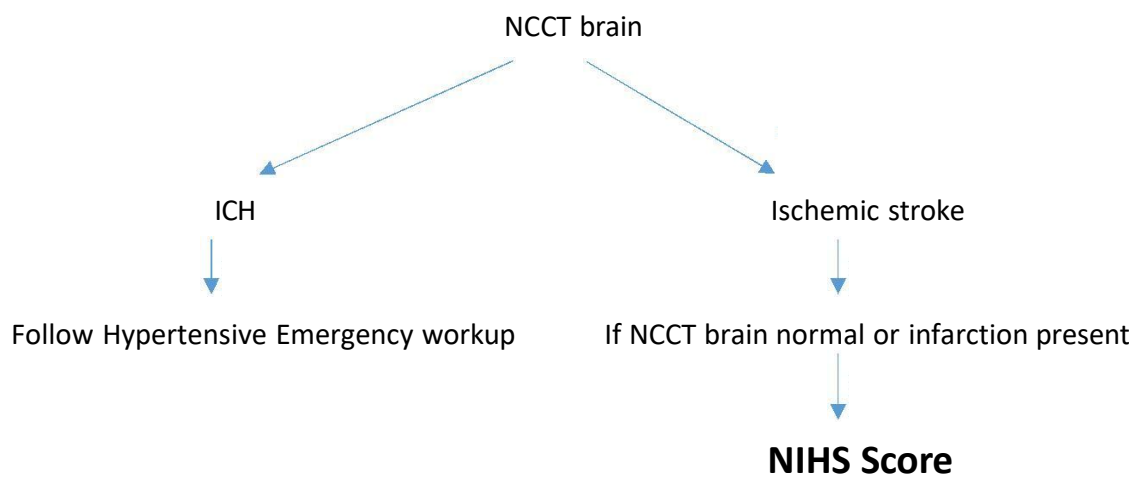 NCCT brain
ICH
Ischemic stroke
Follow Hypertensive Emergency workup
If NCCT brain normal or infarction present
NIHS Score